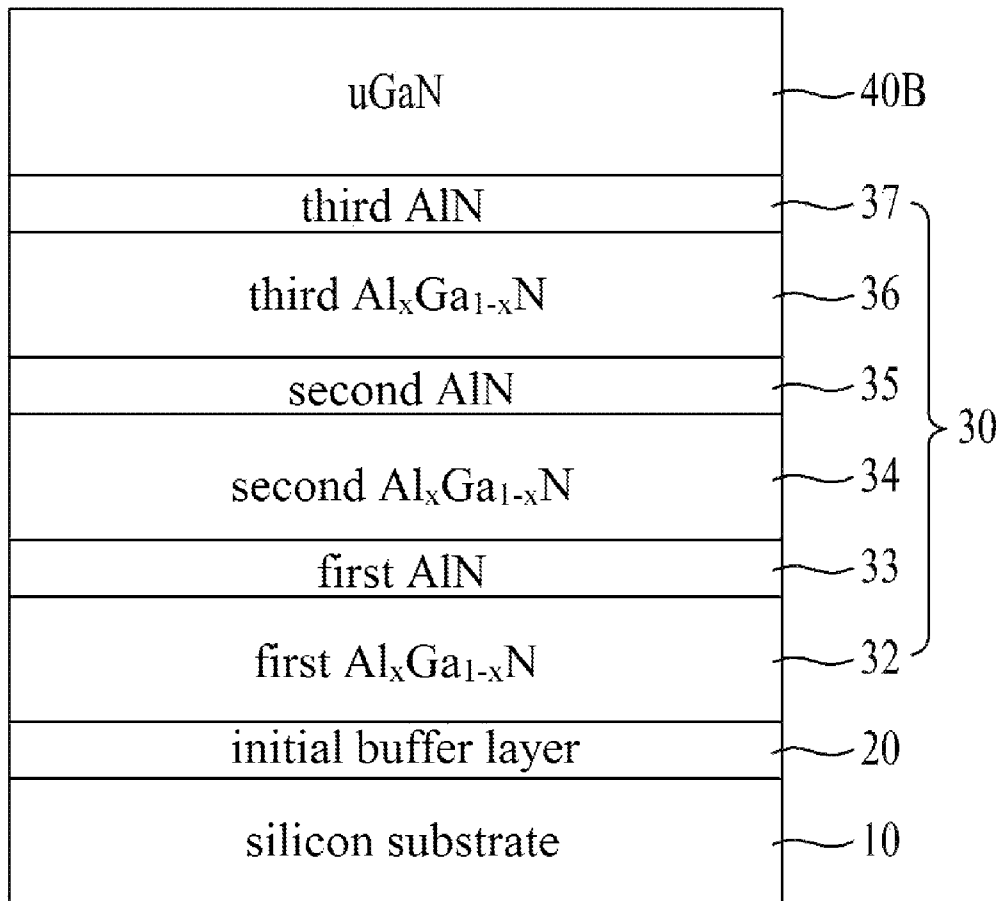 uGaN 40B
third AlN 37
third AlₓGa₁₋ₓN 36
second AlN 35
30
second AlₓGa₁₋ₓN 34
first AlN 33
first AlₓGa₁₋ₓN 32
initial buffer layer 20
silicon substrate 10